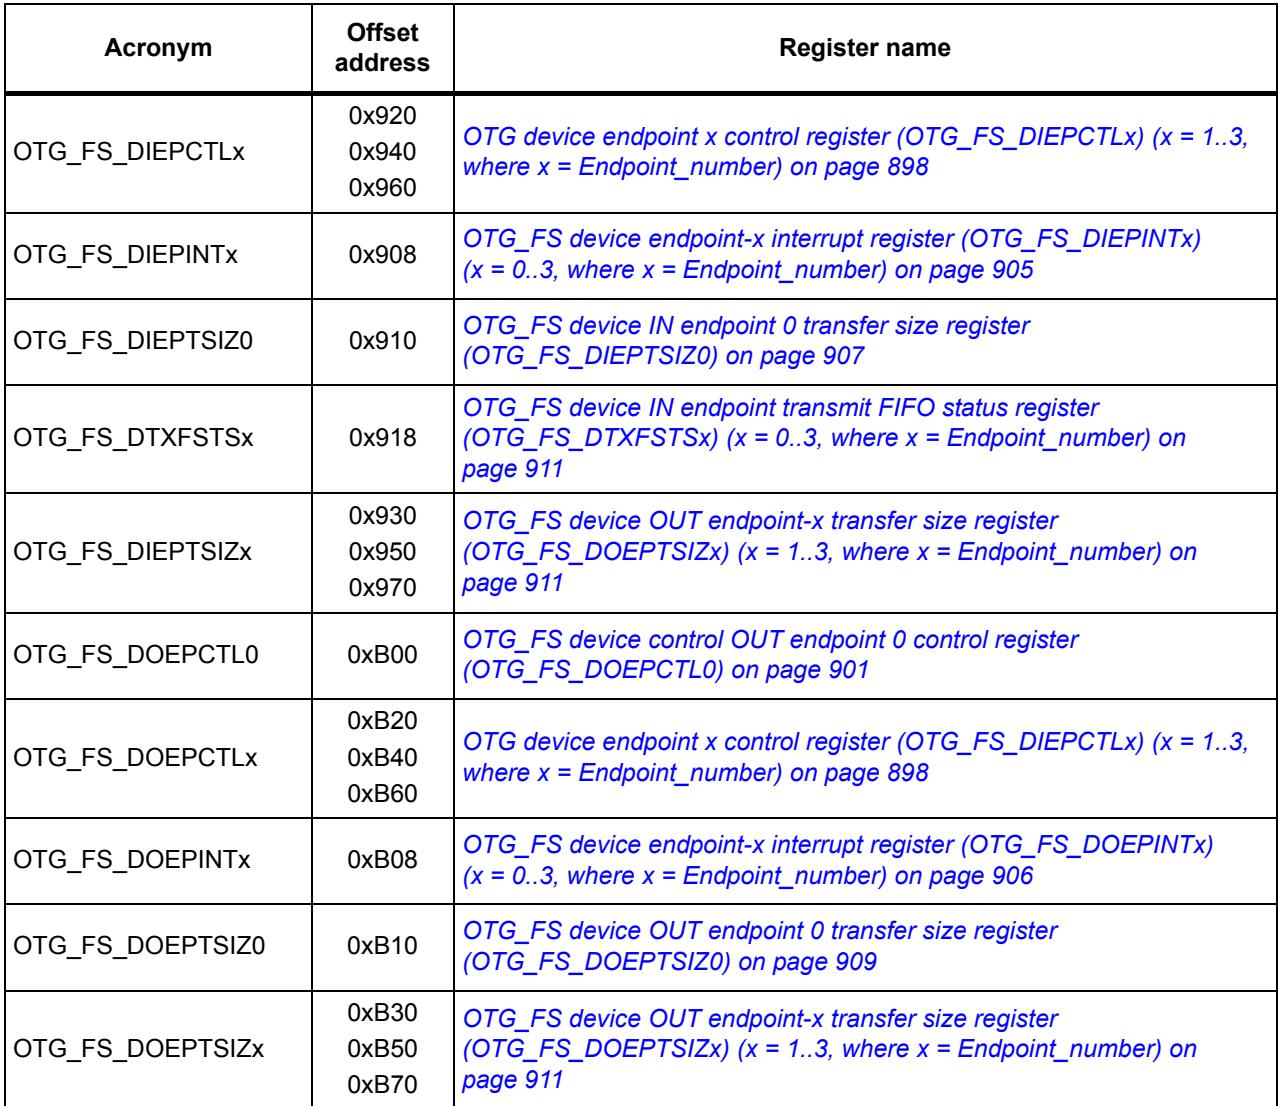 Acronym
Offset
address
Register name
OTG_FS_DIEPCTLx
0x920
0x940
0x960
OTG device endpoint x control register (OTG_FS_DIEPCTLx) (x = 1..3,
where x = Endpoint_number) on page 898
OTG_FS_DIEPINTx
0x908
OTG_FS device endpoint-x interrupt register (OTG_FS_DIEPINTx)
(x = 0..3, where x = Endpoint_number) on page 905
OTG_FS_DIEPTSIZ0
0x910
OTG_FS device IN endpoint 0 transfer size register
(OTG_FS_DIEPTSIZ0) on page 907
OTG_FS_DTXFSTSx
0x918
OTG_FS device IN endpoint transmit FIFO status register
(OTG_FS_DTXFSTSx) (x = 0..3, where x = Endpoint_number) on
page 911
OTG_FS_DIEPTSIZx
0x930
0x950
0x970
OTG_FS device OUT endpoint-x transfer size register
(OTG_FS_DOEPTSIZx) (x = 1..3, where x = Endpoint_number) on
page 911
OTG_FS_DOEPCTL0
0xB00
OTG_FS device control OUT endpoint 0 control register
(OTG_FS_DOEPCTL0) on page 901
OTG_FS_DOEPCTLx
0xB20
0xB40
0xB60
OTG device endpoint x control register (OTG_FS_DIEPCTLx) (x = 1..3,
where x = Endpoint_number) on page 898
OTG_FS_DOEPINTx
0xB08
OTG_FS device endpoint-x interrupt register (OTG_FS_DOEPINTx)
(x = 0..3, where x = Endpoint_number) on page 906
OTG_FS_DOEPTSIZ0
0xB10
OTG_FS device OUT endpoint 0 transfer size register
(OTG_FS_DOEPTSIZ0) on page 909
OTG_FS_DOEPTSIZx
0xB30
0xB50
0xB70
OTG_FS device OUT endpoint-x transfer size register
(OTG_FS_DOEPTSIZx) (x = 1..3, where x = Endpoint_number) on
page 911